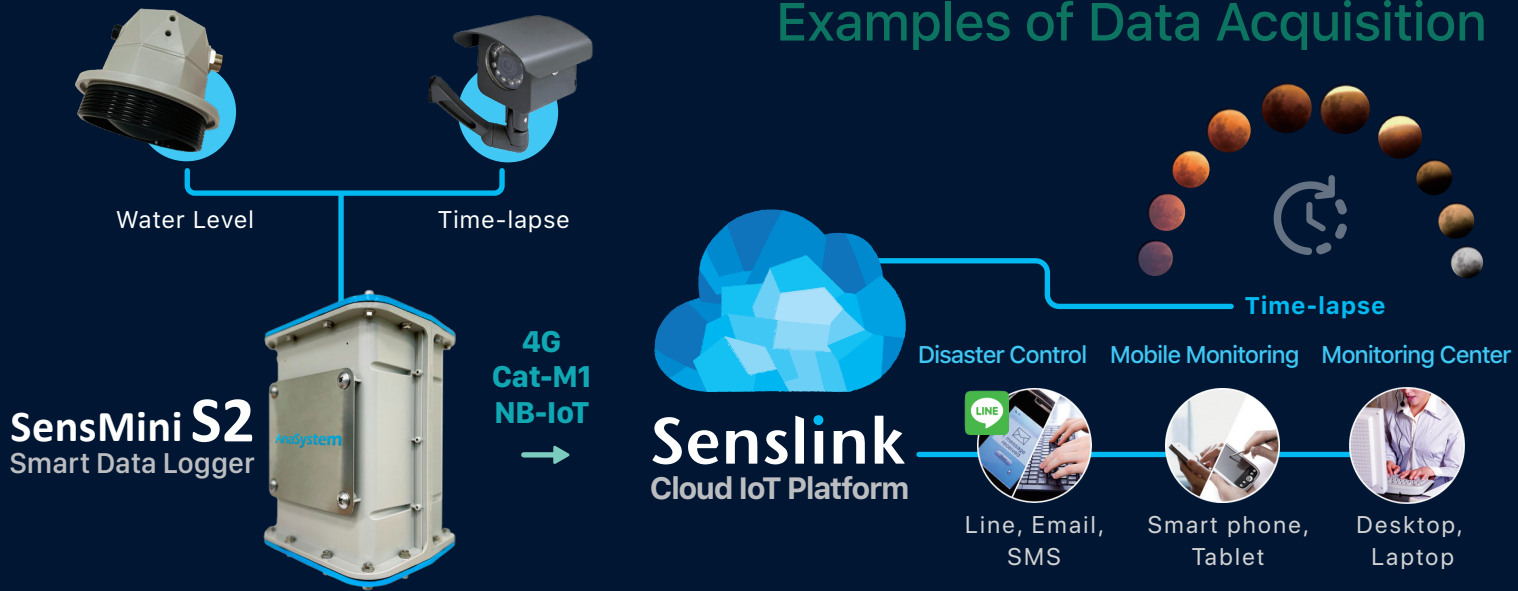 Examples of Data Acquisition
Water Level
Time-lapse
Time-lapse
4G
Cat-M1
NB-IoT
SensMini S2
Smart Data Logger
Senslink
Cloud IoT Platform
Disaster Control
Mobile Monitoring
Monitoring Center
LINE
Line, Email,
SMS
Smart phone,
Tablet
Desktop,
Laptop